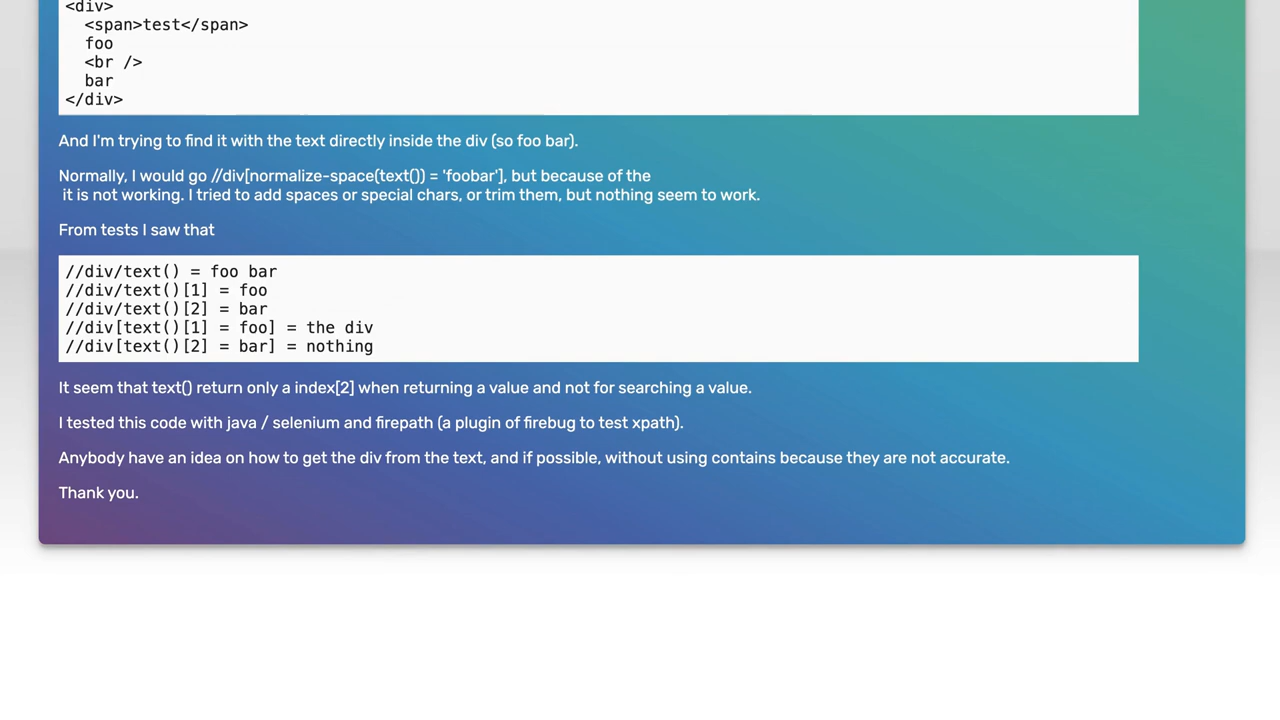 <div>
  <span>test</span>
  foo
  <br />
  bar
</div>
And I'm trying to find it with the text directly inside the div (so foo bar).
Normally, I would go //div[normalize-space(text()) = 'foobar'], but because of the
it is not working. I tried to add spaces or special chars, or trim them, but nothing seem to work.
From tests I saw that
//div/text() = foo bar
//div/text()[1] = foo
//div/text()[2] = bar
//div[text()[1] = foo] = the div
//div[text()[2] = bar] = nothing
It seem that text() return only a index[2] when returning a value and not for searching a value.
I tested this code with java / selenium and firepath (a plugin of firebug to test xpath).
Anybody have an idea on how to get the div from the text, and if possible, without using contains because they are not accurate.
Thank you.